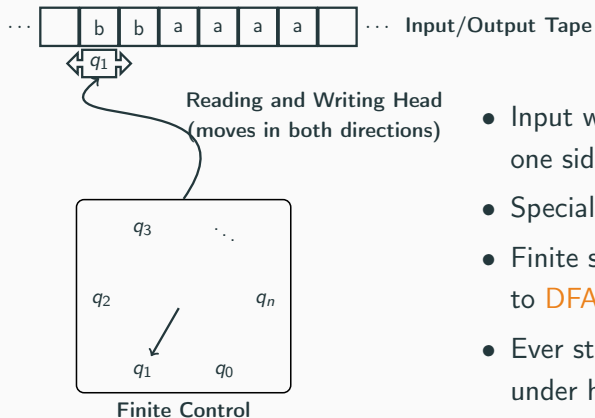 ··· b b a a a a ··· Input/Output Tape
q₁
Reading and Writing Head
(moves in both directions)
• Input w
one sid
• Special
• Finite s
to DFA
• Ever st
under h
q₃ ⋱
q₂ qₙ
q₁ q₀
Finite Control